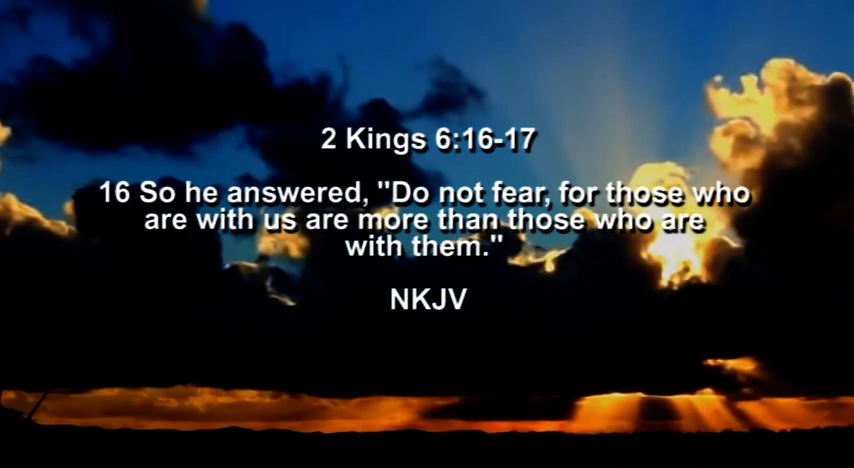 2 Kings 6:16-17
16 So he answered, "Do not fear, for those who
are with us are more than those who are
with them."
NKJV